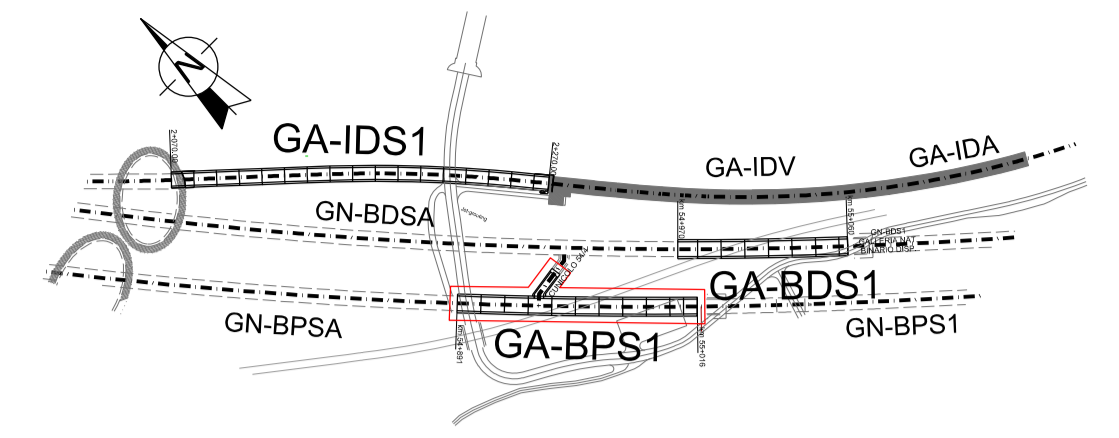 N
2+070.00
GA-IDS1
2+270.00
GA-IDV
GA-IDA
GN-BDSA
Jet-grouting
km 54+970
km 55+060
GN-BDS1
GALLERIA NAT.
BINARIO DISP.
GA-BDS1
GN-BPSA
km 54+891
GA-BPS1
km 55+016
GN-BPS1